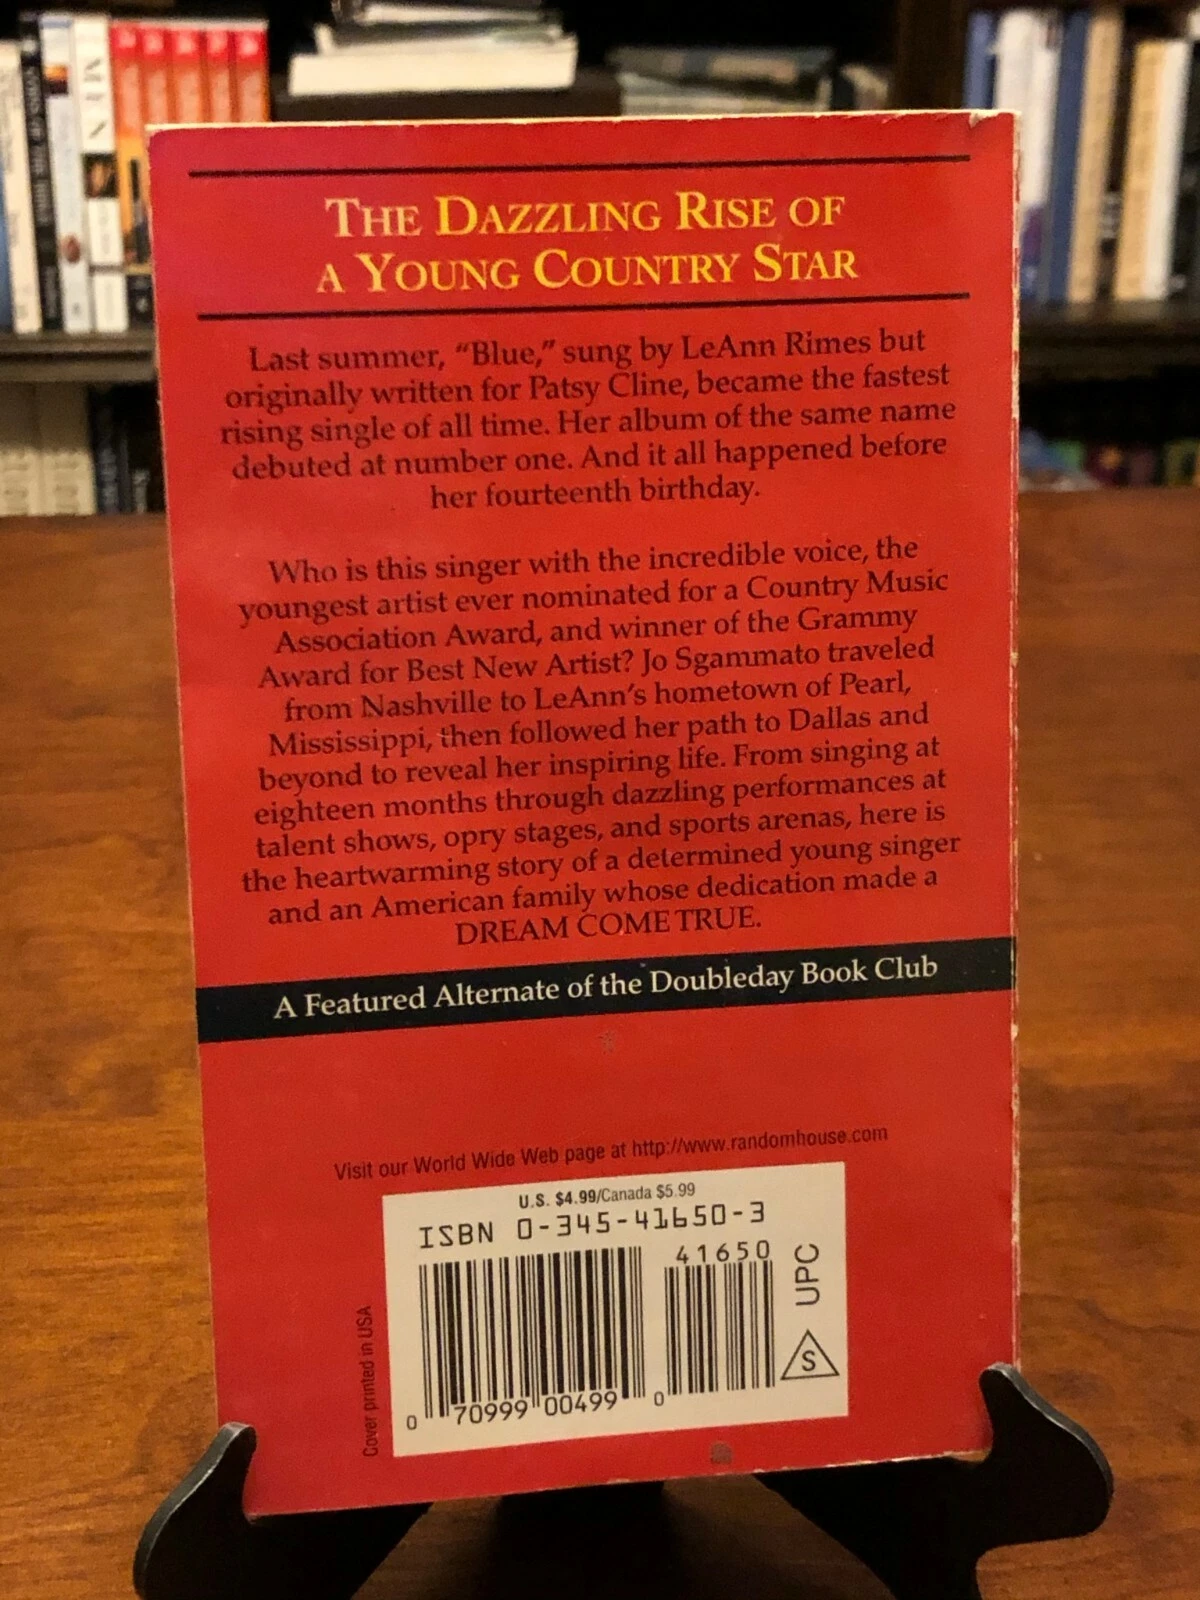 THE DAZZLING RISE OF
A YOUNG COUNTRY STAR
Last summer, “Blue,” sung by LeAnn Rimes but
originally written for Patsy Cline, became the fastest
rising single of all time. Her album of the same name
debuted at number one. And it all happened before
her fourteenth birthday.
Who is this singer with the incredible voice, the
youngest artist ever nominated for a Country Music
Association Award, and winner of the Grammy
Award for Best New Artist? Jo Sgammato traveled
from Nashville to LeAnn’s hometown of Pearl,
Mississippi, then followed her path to Dallas and
beyond to reveal her inspiring life. From singing at
eighteen months through dazzling performances at
talent shows, opry stages, and sports arenas, here is
the heartwarming story of a determined young singer
and an American family whose dedication made a
DREAM COME TRUE.
A Featured Alternate of the Doubleday Book Club
Visit our World Wide Web page at http://www.randomhouse.com
U.S. $4.99/Canada $5.99
ISBN 0-345-41650-3
41650
UPC
S
0 70999 00499 0
Cover printed in USA